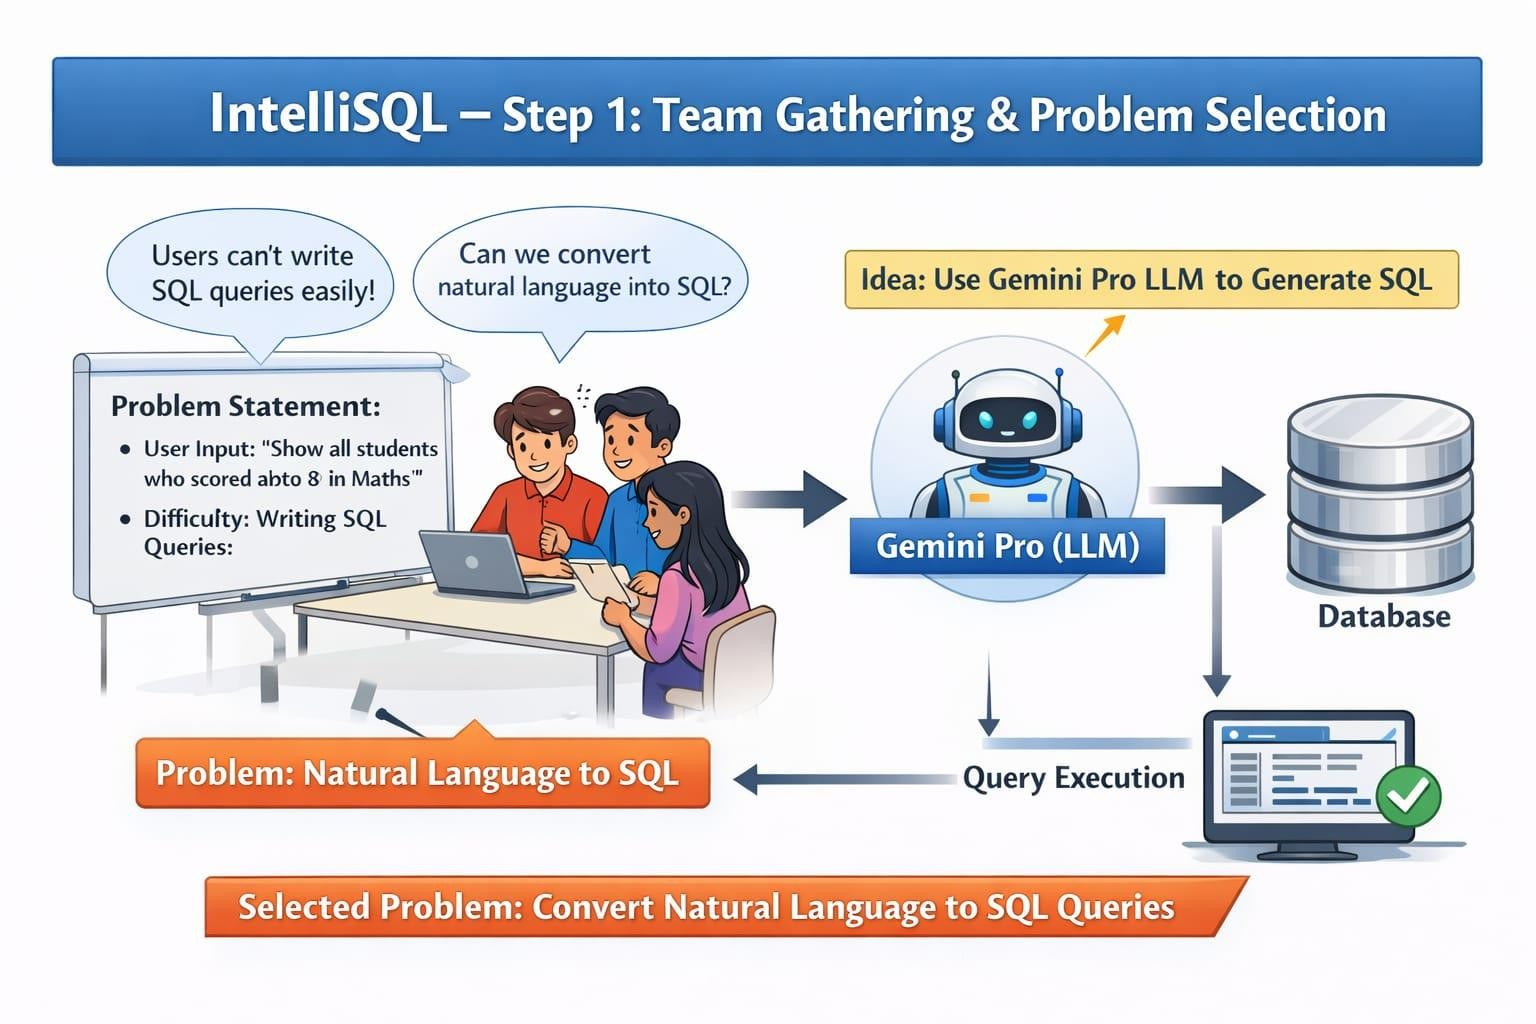 IntelliSQL – Step 1: Team Gathering & Problem Selection
Users can't write
SQL queries easily!
Can we convert
natural language into SQL?
Idea: Use Gemini Pro LLM to Generate SQL
Problem Statement:
• User Input: "Show all students
who scored abto 8 in Maths'"
• Difficulty: Writing SQL
Queries:
Gemini Pro (LLM)
Database
Query Execution
Problem: Natural Language to SQL
Selected Problem: Convert Natural Language to SQL Queries